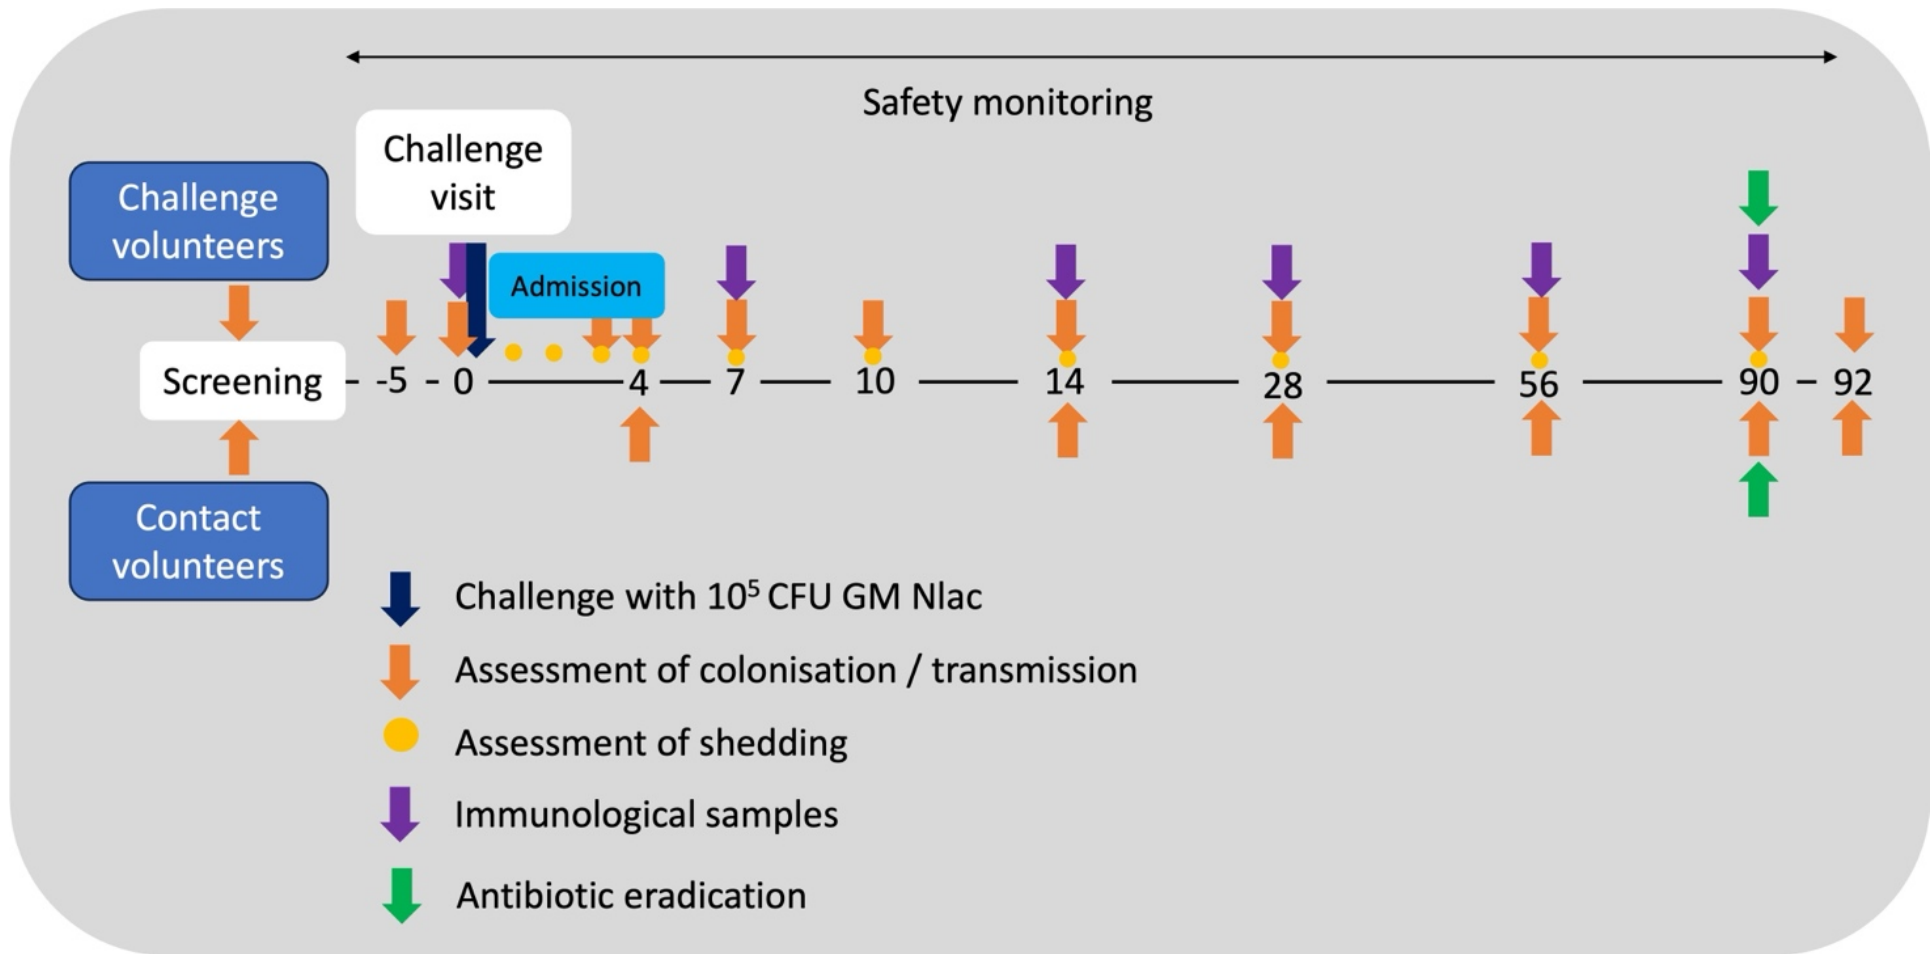 Safety monitoring
Challenge
visit
Challenge
volunteers
Admission
Screening
-5
0
4
7
10
14
28
56
90
92
Contact
volunteers
Challenge with 10⁵ CFU GM Nlac
Assessment of colonisation / transmission
Assessment of shedding
Immunological samples
Antibiotic eradication